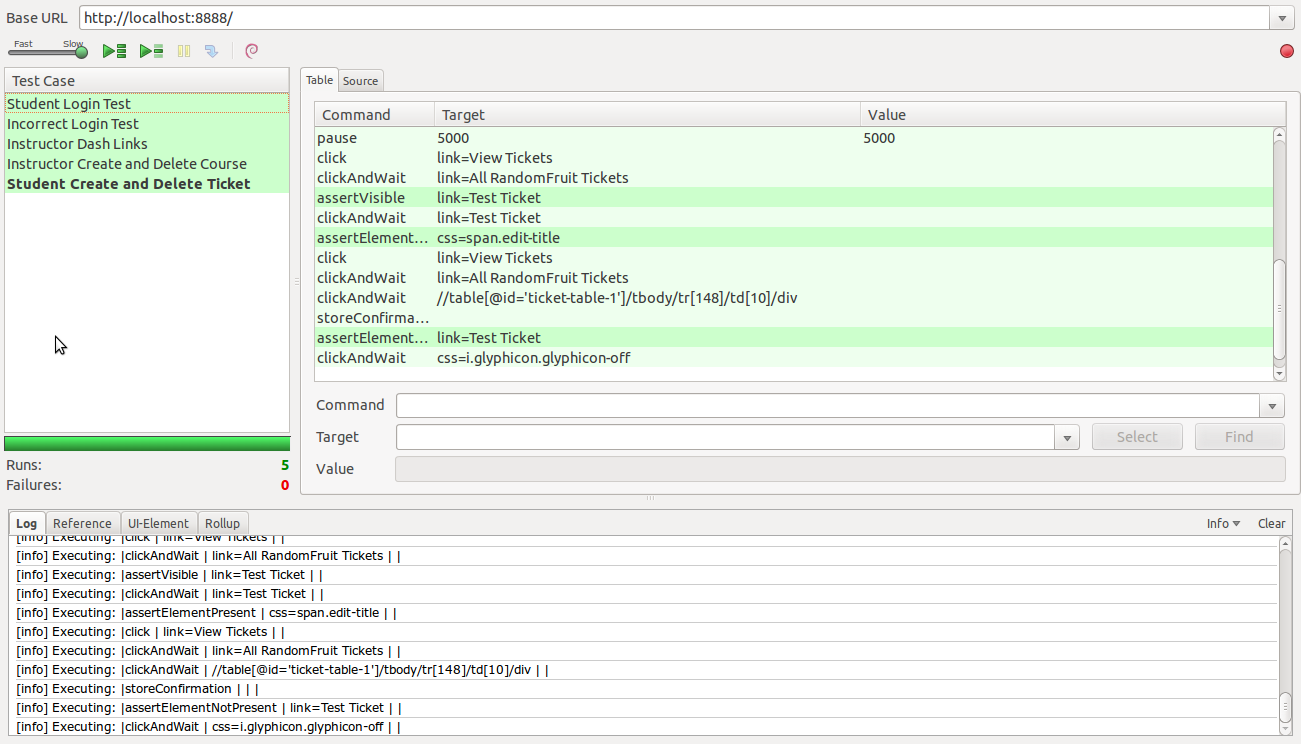 Base URL http://localhost:8888/
Fast Slow
Test Case
Student Login Test
Incorrect Login Test
Instructor Dash Links
Instructor Create and Delete Course
Student Create and Delete Ticket
Runs: 5
Failures: 0
Table Source
Command Target Value
pause 5000 5000
click link=View Tickets
clickAndWait link=All RandomFruit Tickets
assertVisible link=Test Ticket
clickAndWait link=Test Ticket
assertElement... css=span.edit-title
click link=View Tickets
clickAndWait link=All RandomFruit Tickets
clickAndWait //table[@id='ticket-table-1']/tbody/tr[148]/td[10]/div
storeConfirma...
assertElement... link=Test Ticket
clickAndWait css=i.glyphicon.glyphicon-off
Command
Target Select Find
Value
Log Reference UI-Element Rollup Info Clear
[info] Executing: |click | link=View Tickets | |
[info] Executing: |clickAndWait | link=All RandomFruit Tickets | |
[info] Executing: |assertVisible | link=Test Ticket | |
[info] Executing: |clickAndWait | link=Test Ticket | |
[info] Executing: |assertElementPresent | css=span.edit-title | |
[info] Executing: |click | link=View Tickets | |
[info] Executing: |clickAndWait | link=All RandomFruit Tickets | |
[info] Executing: |clickAndWait | //table[@id='ticket-table-1']/tbody/tr[148]/td[10]/div | |
[info] Executing: |storeConfirmation | | |
[info] Executing: |assertElementNotPresent | link=Test Ticket | |
[info] Executing: |clickAndWait | css=i.glyphicon.glyphicon-off | |